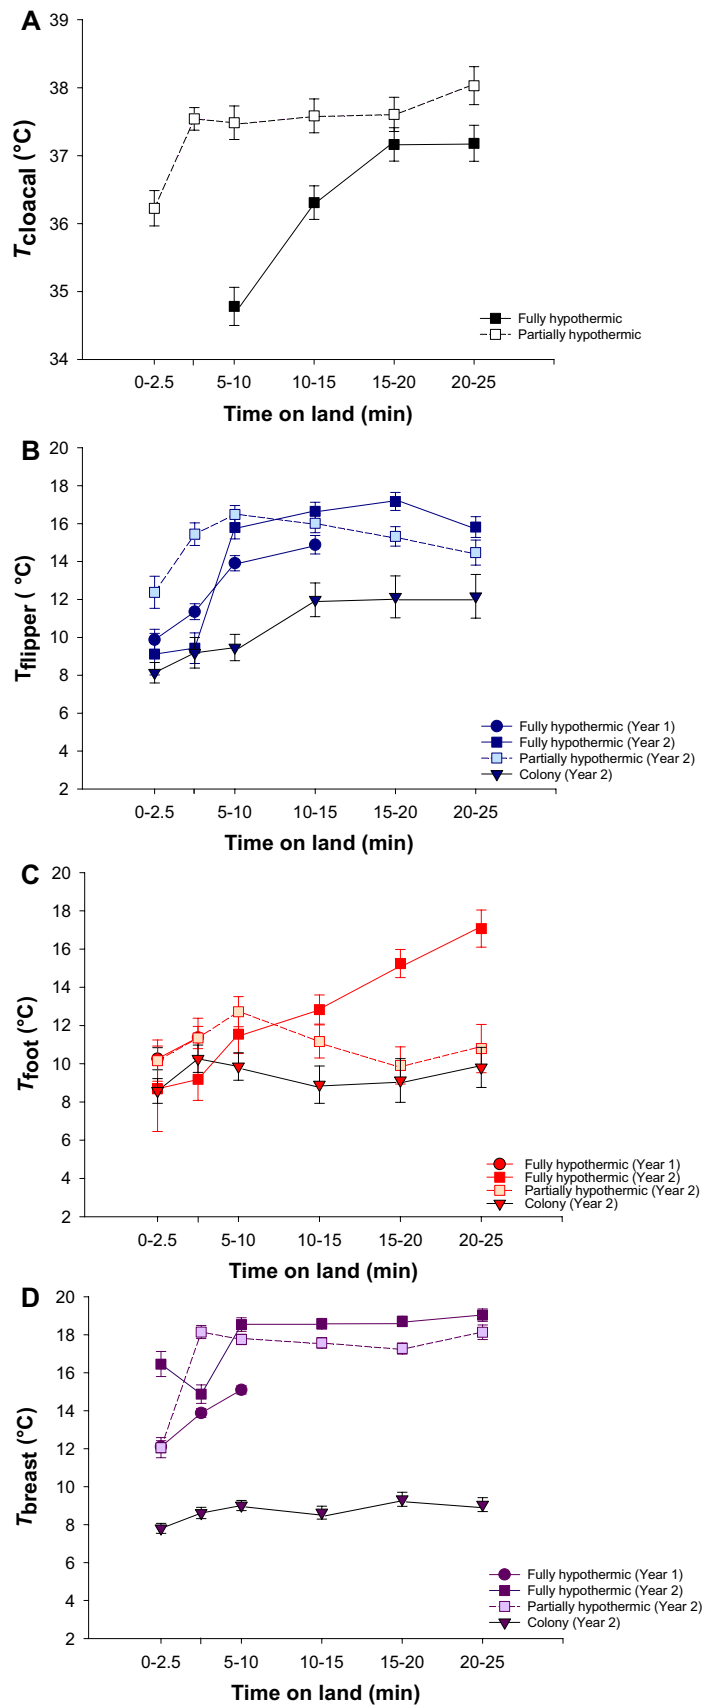 A
39
38
37
36
35
34
Tcloacal (°C)
Fully hypothermic
Partially hypothermic
0-2.5 5-10 10-15 15-20 20-25
Time on land (min)
B
20
18
16
14
12
10
8
6
4
2
Tflipper ( °C)
Fully hypothermic (Year 1)
Fully hypothermic (Year 2)
Partially hypothermic (Year 2)
Colony (Year 2)
0-2.5 5-10 10-15 15-20 20-25
Time on land (min)
C
20
18
16
14
12
10
8
6
4
2
Tfoot (°C)
Fully hypothermic (Year 1)
Fully hypothermic (Year 2)
Partially hypothermic (Year 2)
Colony (Year 2)
0-2.5 5-10 10-15 15-20 20-25
Time on land (min)
D
20
18
16
14
12
10
8
6
4
2
Tbreast (°C)
Fully hypothermic (Year 1)
Fully hypothermic (Year 2)
Partially hypothermic (Year 2)
Colony (Year 2)
0-2.5 5-10 10-15 15-20 20-25
Time on land (min)